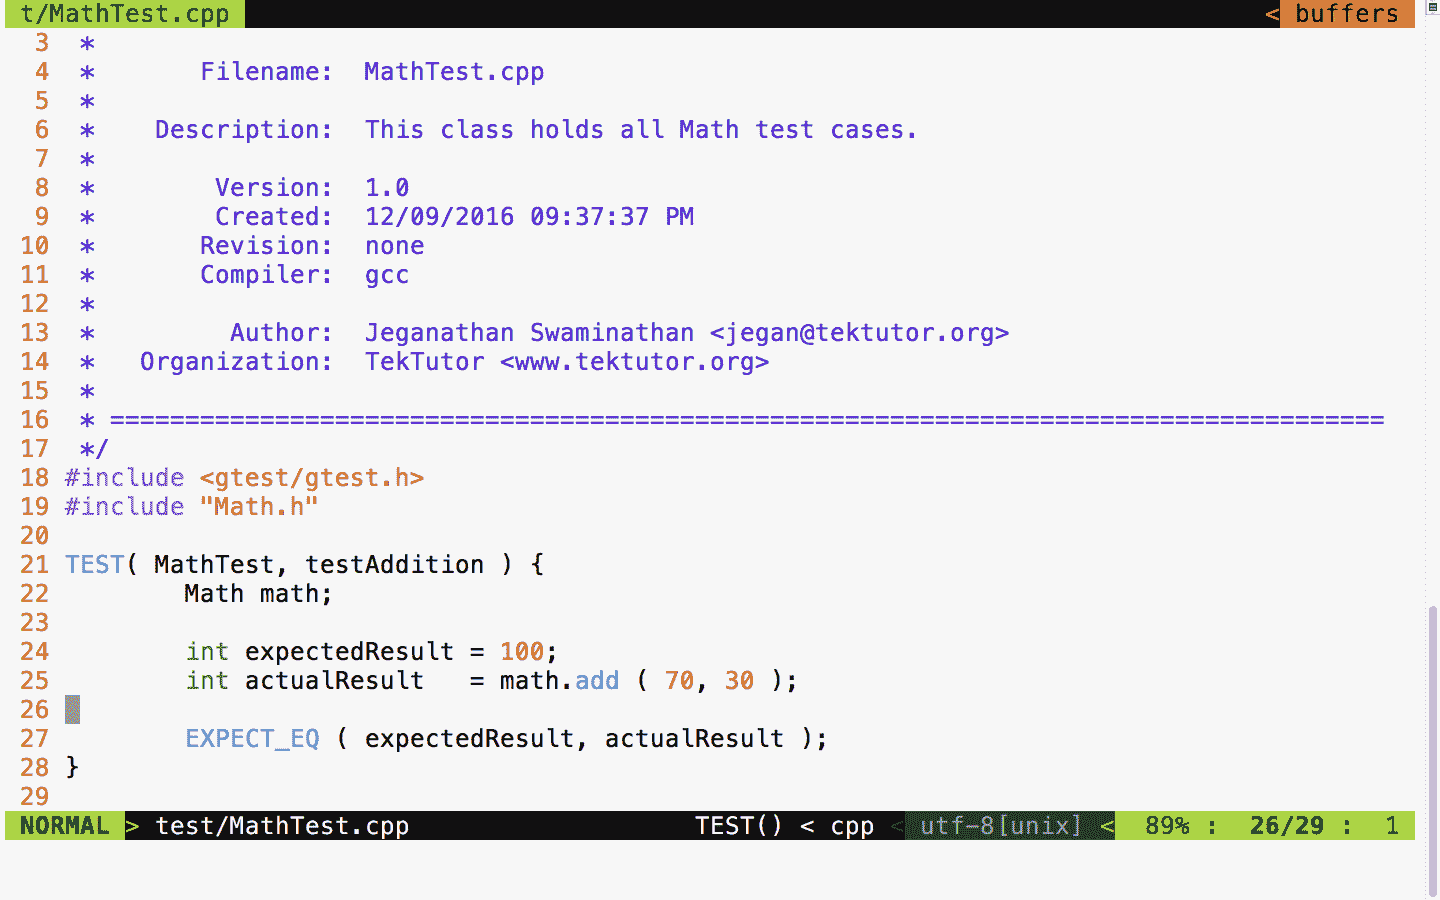 t/MathTest.cpp < buffers
3 *
4 * Filename: MathTest.cpp
5 *
6 * Description: This class holds all Math test cases.
7 *
8 * Version: 1.0
9 * Created: 12/09/2016 09:37:37 PM
10 * Revision: none
11 * Compiler: gcc
12 *
13 * Author: Jeganathan Swaminathan <jegan@tektutor.org>
14 * Organization: TekTutor <www.tektutor.org>
15 *
16 * =====================================================================================
17 */
18 #include <gtest/gtest.h>
19 #include "Math.h"
20
21 TEST( MathTest, testAddition ) {
22         Math math;
23
24         int expectedResult = 100;
25         int actualResult   = math.add ( 70, 30 );
26
27         EXPECT_EQ ( expectedResult, actualResult );
28 }
29
NORMAL > test/MathTest.cpp TEST() < cpp < utf-8[unix] < 89% : 26/29 : 1